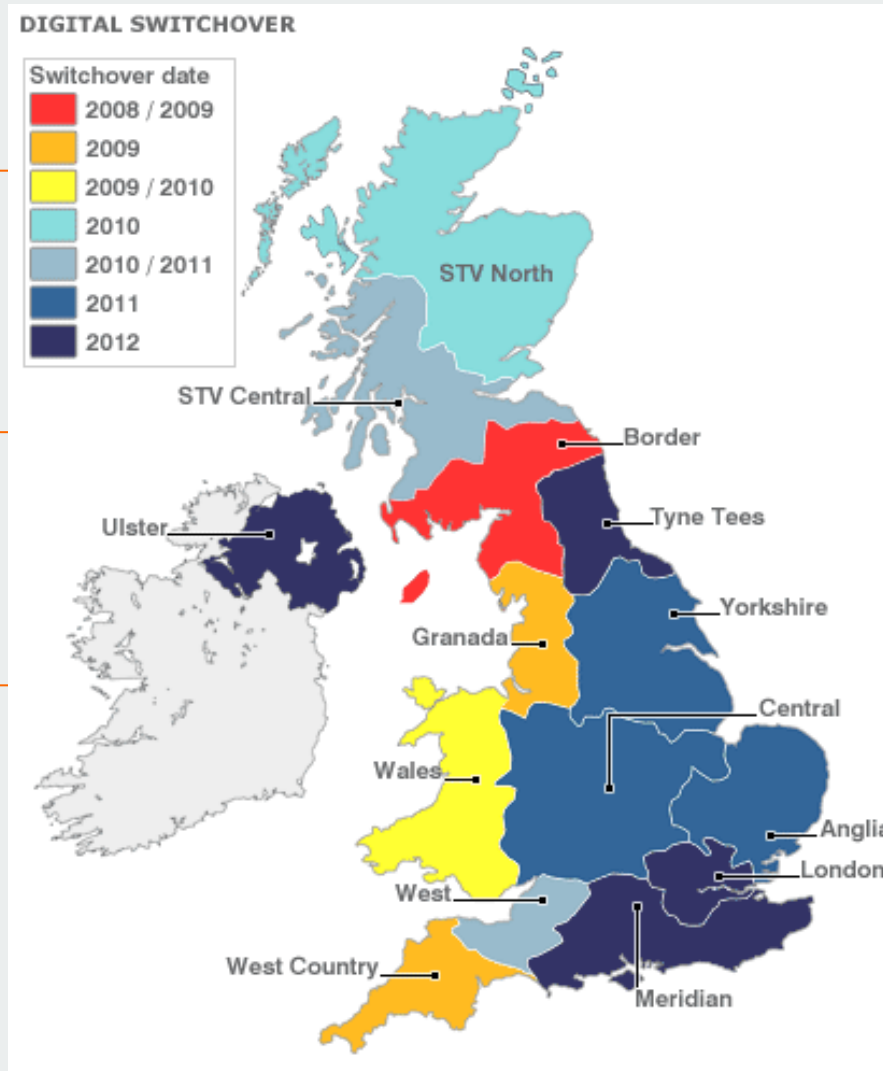 DIGITAL SWITCHOVER
Switchover date
2008 / 2009
2009
2009 / 2010
2010
2010 / 2011
2011
2012
STV North
STV Central
Border
Ulster
Tyne Tees
Yorkshire
Granada
Central
Wales
Anglia
London
West
West Country
Meridian